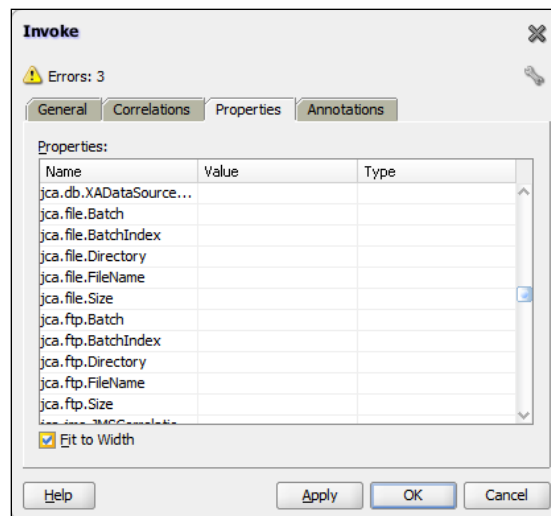 Invoke
Errors: 3
General Correlations Properties Annotations
Properties:
Name Value Type
jca.db.XADataSource...
jca.file.Batch
jca.file.BatchIndex
jca.file.Directory
jca.file.FileName
jca.file.Size
jca.ftp.Batch
jca.ftp.BatchIndex
jca.ftp.Directory
jca.ftp.FileName
jca.ftp.Size
Fit to Width
Help Apply OK Cancel